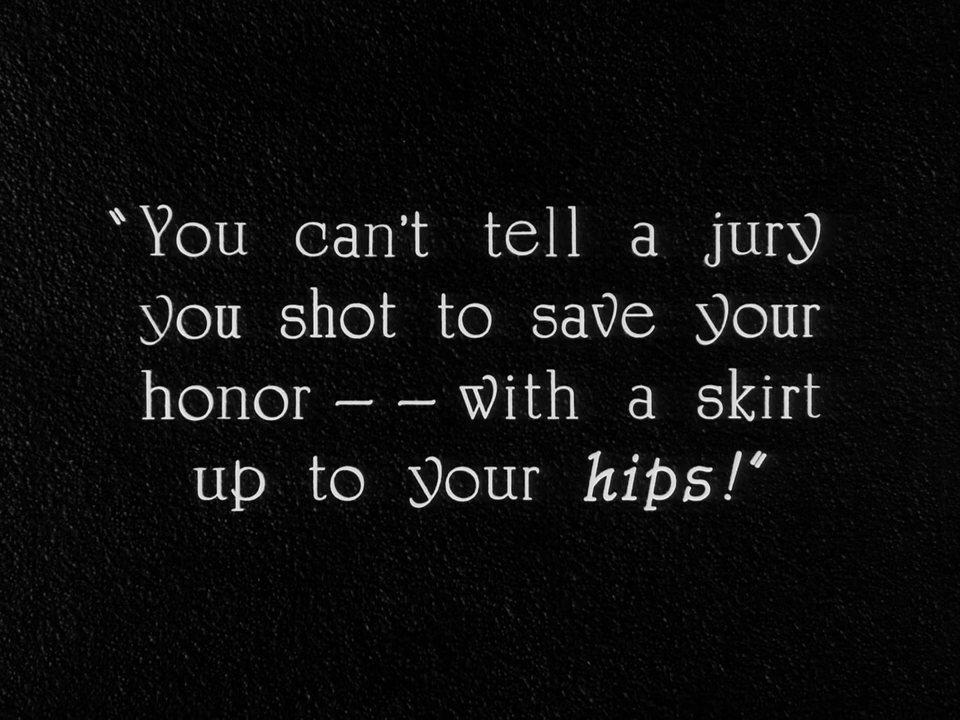 "You can't tell a jury
you shot to save your
honor — — with a skirt
up to your hips!"